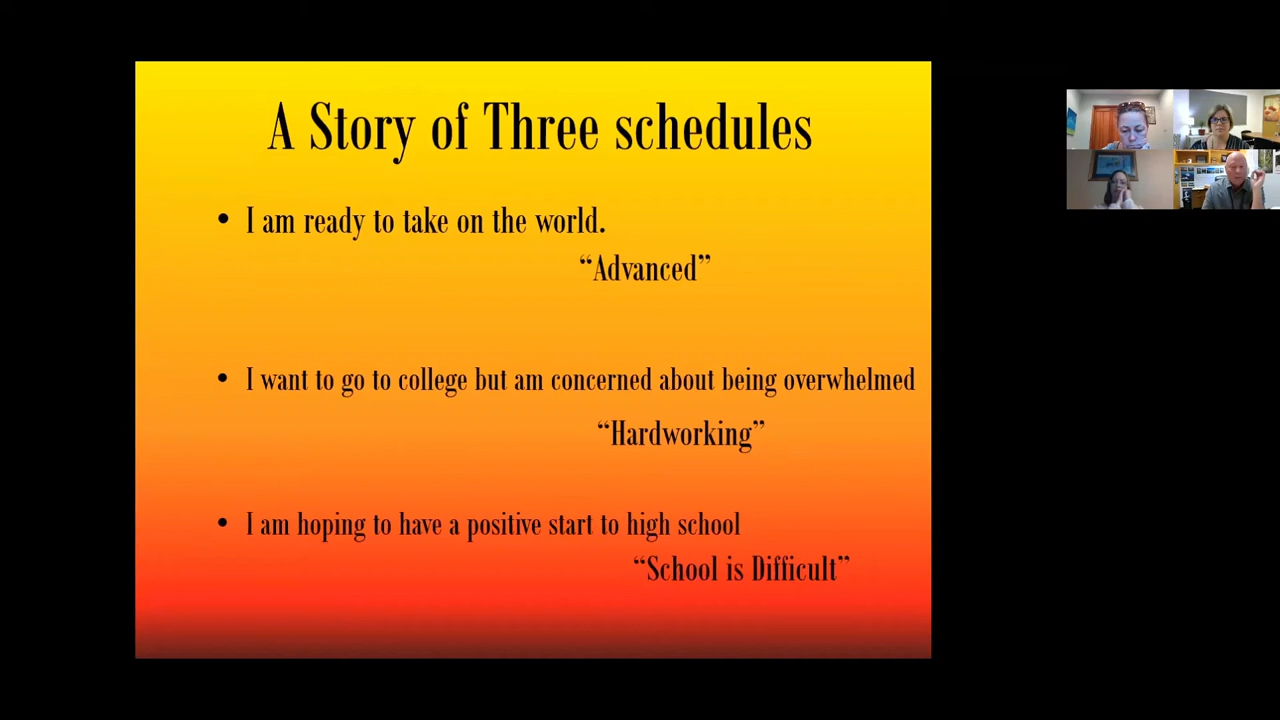 A Story of Three schedules
• I am ready to take on the world.
“Advanced”
• I want to go to college but am concerned about being overwhelmed
“Hardworking”
• I am hoping to have a positive start to high school
“School is Difficult”